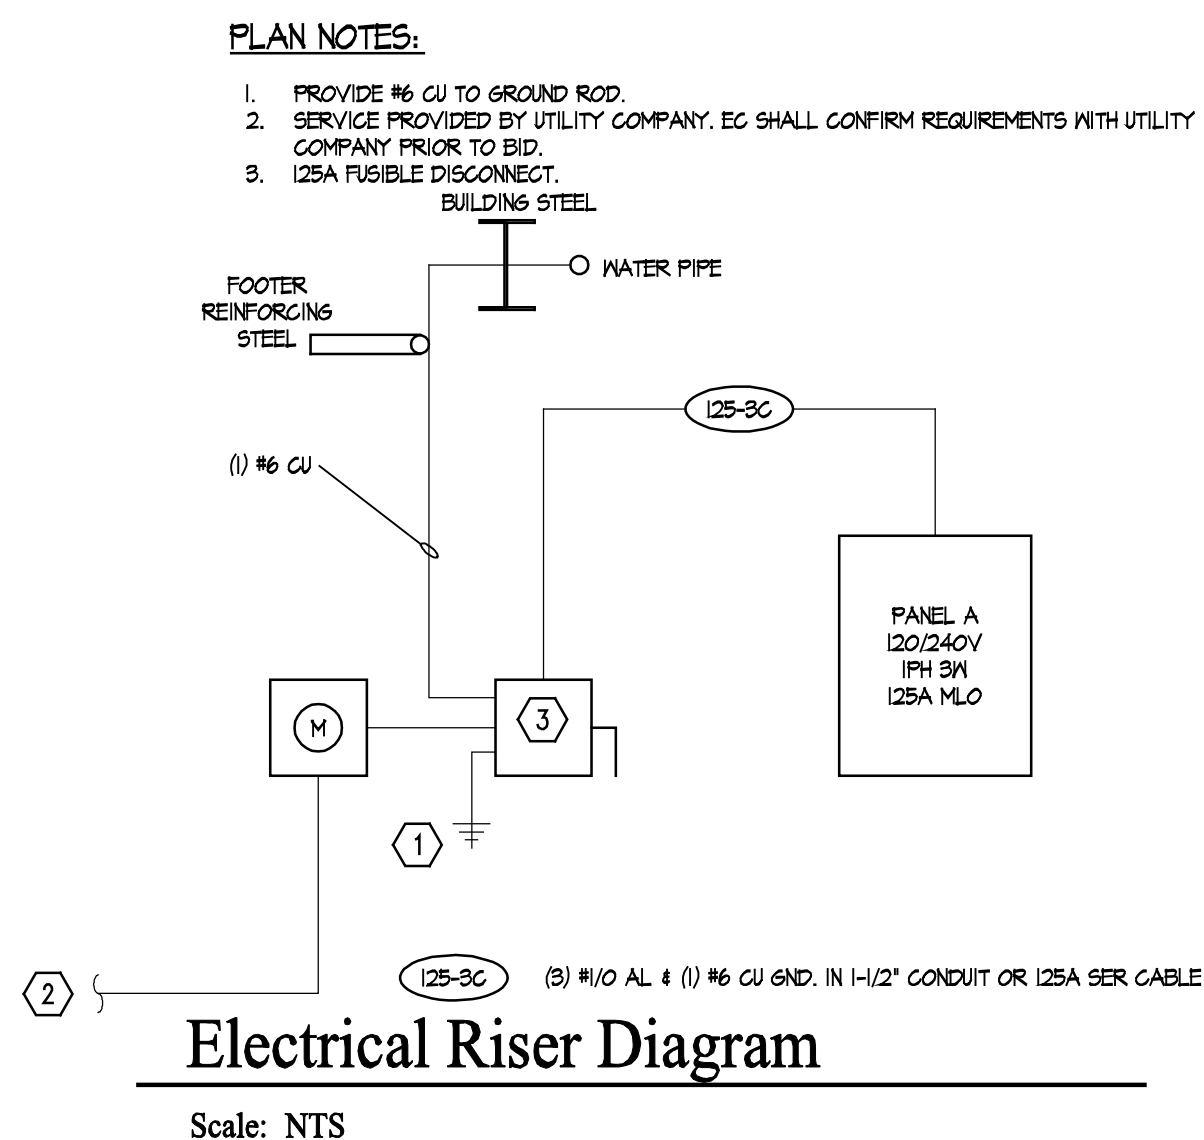 PLAN NOTES:
1. PROVIDE #6 CU TO GROUND ROD.
2. SERVICE PROVIDED BY UTILITY COMPANY. EC SHALL CONFIRM REQUIREMENTS WITH UTILITY
COMPANY PRIOR TO BID.
3. 125A FUSIBLE DISCONNECT.
BUILDING STEEL
WATER PIPE
FOOTER
REINFORCING
STEEL
125-3C
(1) #6 CU
PANEL A
120/240V
1PH 3W
125A MLO
M
3
1
2
125-3C
(3) #1/0 AL & (1) #6 CU GND. IN 1-1/2" CONDUIT OR 125A SER CABLE
Electrical Riser Diagram
Scale: NTS